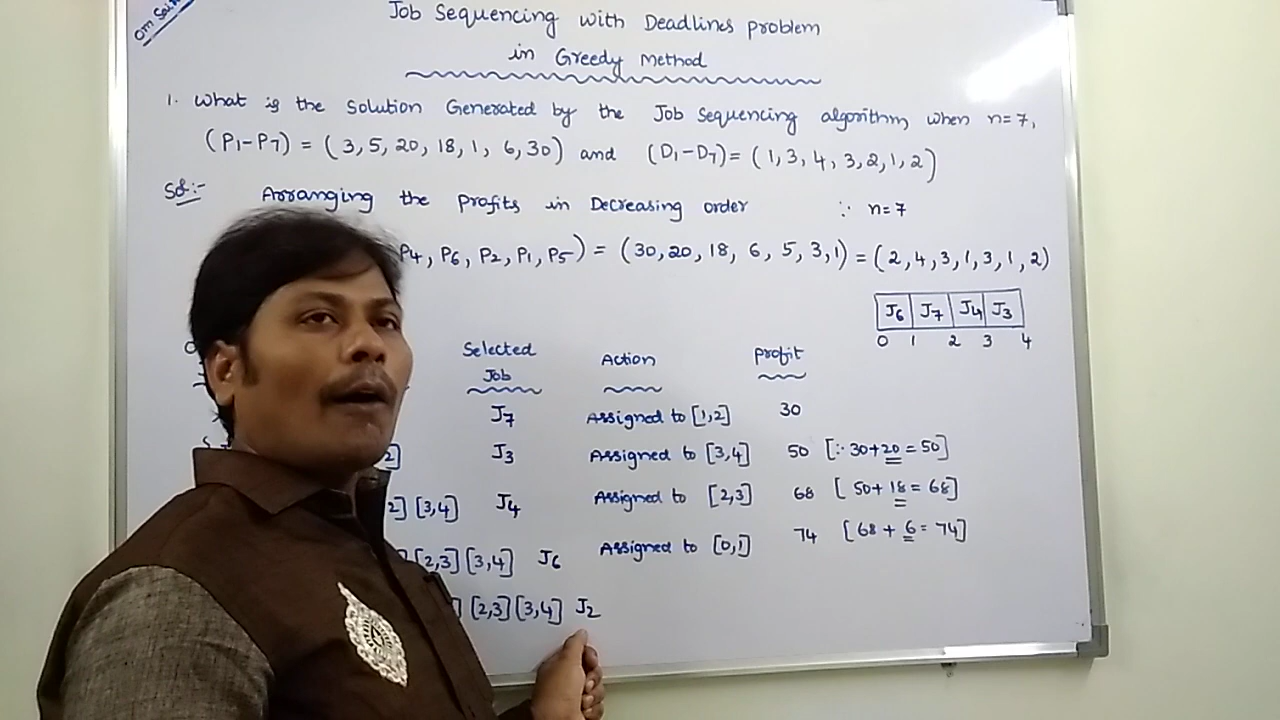 Om Sai
Job Sequencing with Deadlines problem
in Greedy Method
1. What is the solution Generated by the Job sequencing algorithm, when n=7,
(P1-P7) = (3, 5, 20, 18, 1, 6, 30) and (D1-D7) = (1, 3, 4, 3, 2, 1, 2)
Sol:- Arranging the profits in Decreasing order ∵ n=7
P4, P6, P2, P1, P5) = (30, 20, 18, 6, 5, 3, 1) = (2, 4, 3, 1, 3, 1, 2)
J6 J7 J4 J3
0 1 2 3 4
Selected Job Action profit
J7 Assigned to [1,2] 30
2] J3 Assigned to [3,4] 50 [∵ 30+20 = 50]
2] [3,4] J4 Assigned to [2,3] 68 [50+18 = 68]
[2,3] [3,4] J6 Assigned to [0,1] 74 [68+6 = 74]
] [2,3] [3,4] J2